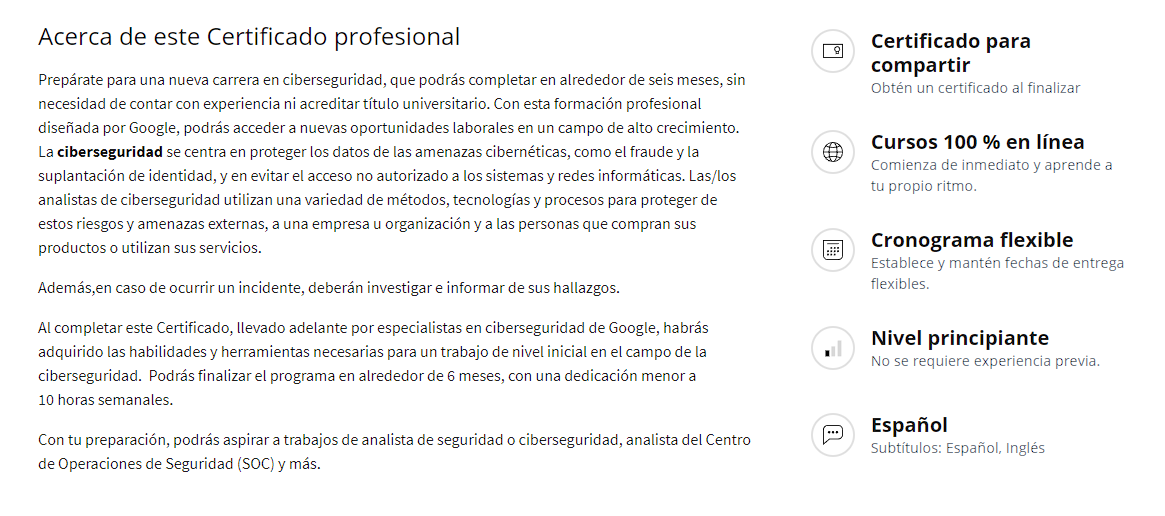 Acerca de este Certificado profesional
Prepárate para una nueva carrera en ciberseguridad, que podrás completar en alrededor de seis meses, sin
necesidad de contar con experiencia ni acreditar título universitario. Con esta formación profesional
diseñada por Google, podrás acceder a nuevas oportunidades laborales en un campo de alto crecimiento.
La ciberseguridad se centra en proteger los datos de las amenazas cibernéticas, como el fraude y la
suplantación de identidad, y en evitar el acceso no autorizado a los sistemas y redes informáticas. Las/los
analistas de ciberseguridad utilizan una variedad de métodos, tecnologías y procesos para proteger de
estos riesgos y amenazas externas, a una empresa u organización y a las personas que compran sus
productos o utilizan sus servicios.
Además,en caso de ocurrir un incidente, deberán investigar e informar de sus hallazgos.
Al completar este Certificado, llevado adelante por especialistas en ciberseguridad de Google, habrás
adquirido las habilidades y herramientas necesarias para un trabajo de nivel inicial en el campo de la
ciberseguridad.  Podrás finalizar el programa en alrededor de 6 meses, con una dedicación menor a
10 horas semanales.
Con tu preparación, podrás aspirar a trabajos de analista de seguridad o ciberseguridad, analista del Centro
de Operaciones de Seguridad (SOC) y más.
Certificado para
compartir
Obtén un certificado al finalizar
Cursos 100 % en línea
Comienza de inmediato y aprende a
tu propio ritmo.
Cronograma flexible
Establece y mantén fechas de entrega
flexibles.
Nivel principiante
No se requiere experiencia previa.
Español
Subtítulos: Español, Inglés